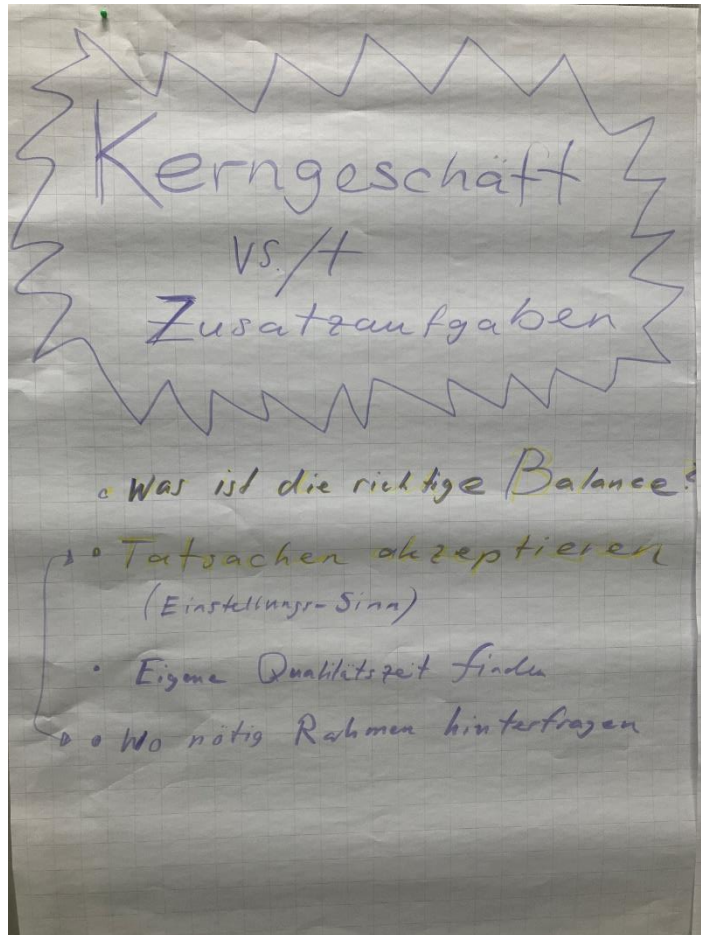 Kerngeschäft
vs./+
Zusatzaufgaben
• Was ist die richtige Balance?
• Tatsachen akzeptieren
(Einstellungs-Sinn)
• Eigene Qualitätszeit finden
• Wo nötig Rahmen hinterfragen